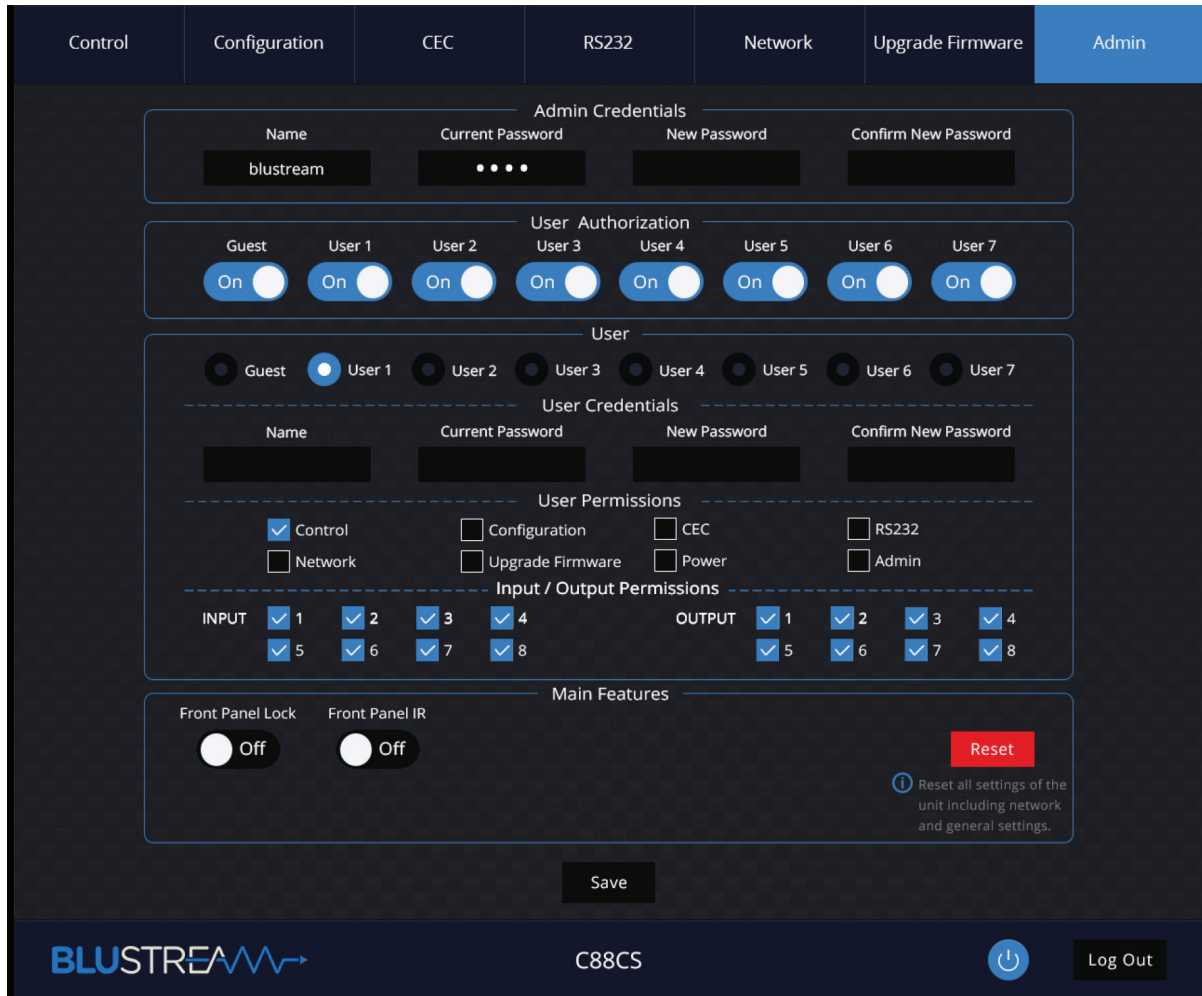 Control Configuration CEC RS232 Network Upgrade Firmware Admin
Admin Credentials
Name Current Password New Password Confirm New Password
blustream ••••
User Authorization
Guest User 1 User 2 User 3 User 4 User 5 User 6 User 7
On On On On On On On On
User
Guest User 1 User 2 User 3 User 4 User 5 User 6 User 7
User Credentials
Name Current Password New Password Confirm New Password
User Permissions
Control Configuration CEC RS232
Network Upgrade Firmware Power Admin
Input / Output Permissions
INPUT 1 2 3 4 OUTPUT 1 2 3 4
5 6 7 8 5 6 7 8
Main Features
Front Panel Lock Front Panel IR
Off Off Reset
Reset all settings of the
unit including network
and general settings.
Save
BLUSTREAM C88CS Log Out